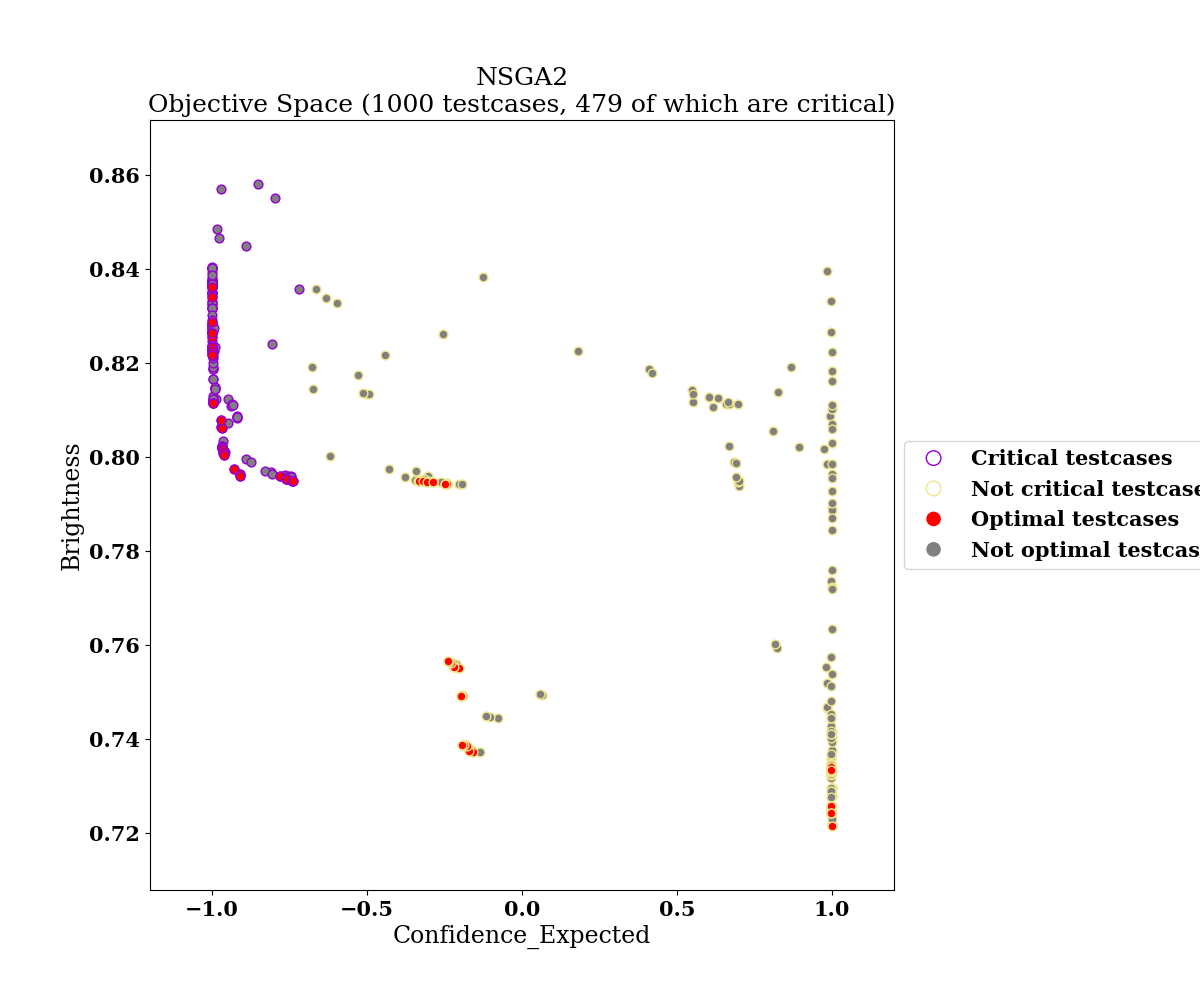 NSGA2
Objective Space (1000 testcases, 479 of which are critical)
0.86
0.84
0.82
0.80
0.78
0.76
0.74
0.72
Brightness
−1.0
−0.5
0.0
0.5
1.0
Confidence_Expected
Critical testcases
Not critical testcase
Optimal testcases
Not optimal testcas